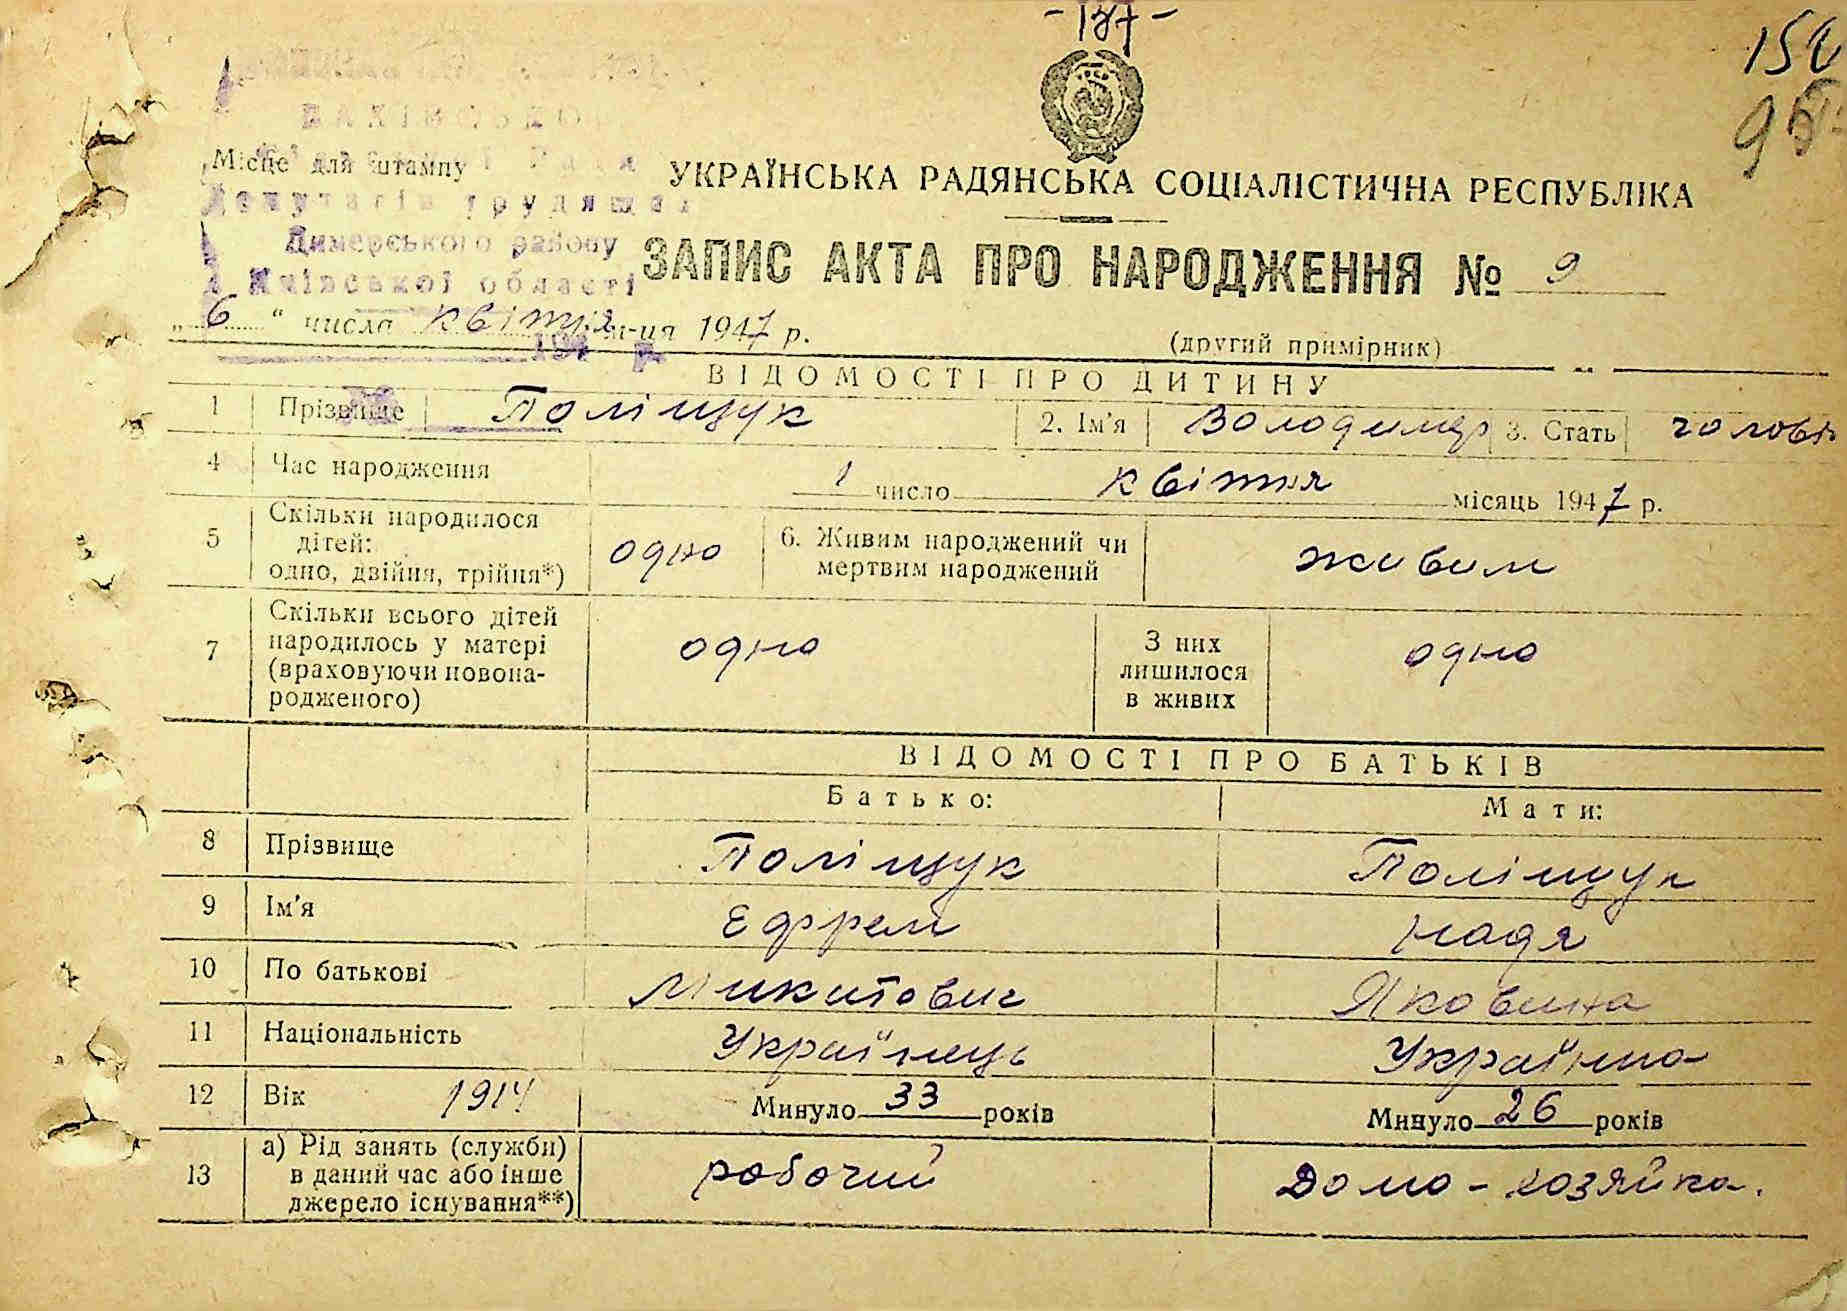 - 187 -
Місце для штампу
Депутатів трудящих
Димерського району
Київської області
УКРАЇНСЬКА РАДЯНСЬКА СОЦІАЛІСТИЧНА РЕСПУБЛІКА
ЗАПИС АКТА ПРО НАРОДЖЕННЯ № 9
„ 6 “ числа квітня м-ця 1947 р.
(другий примірник)
ВІДОМОСТІ ПРО ДИТИНУ
1 Прізвище Поліщук 2. Ім'я Володимир 3. Стать чолові
4 Час народження 1 число квітня місяць 1947 р.
5 Скільки народилося дітей: одно, двійня, трійня*) одно 6. Живим народжений чи мертвим народжений живим
7 Скільки всього дітей народилось у матері (враховуючи новонародженого) одно З них лишилося в живих одно
ВІДОМОСТІ ПРО БАТЬКІВ
Батько: Мати:
8 Прізвище Поліщук Поліщук
9 Ім'я Ефрем Надя
10 По батькові Микитович Яковина
11 Національність Українець Українка
12 Вік 1914 Минуло 33 років Минуло 26 років
13 а) Рід занять (служби) в даний час або інше джерело існування**) робочий Домо-хозяйка.